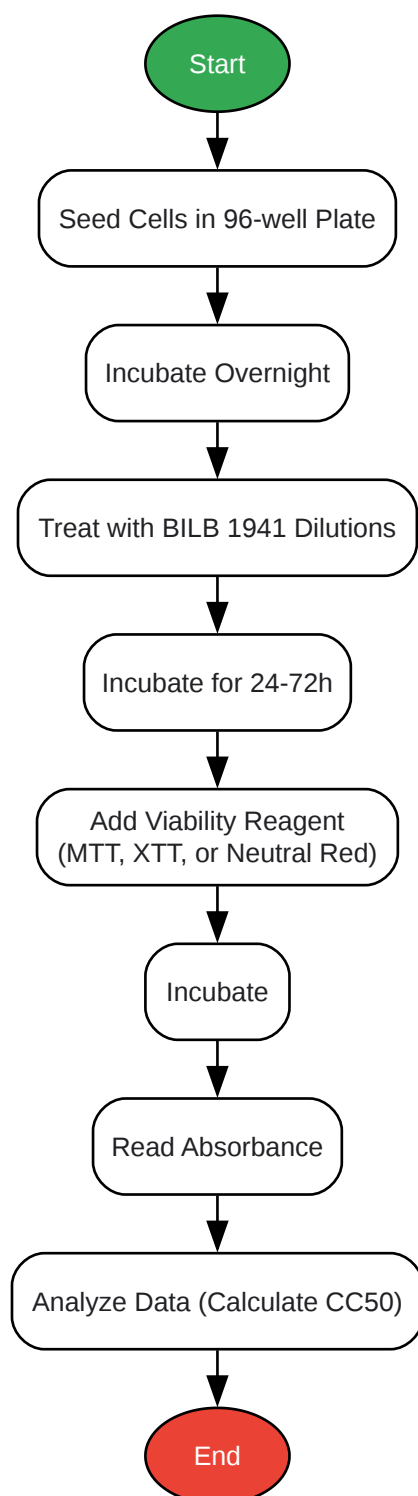 Start
Seed Cells in 96-well Plate
Incubate Overnight
Treat with BILB 1941 Dilutions
Incubate for 24-72h
Add Viability Reagent
(MTT, XTT, or Neutral Red)
Incubate
Read Absorbance
Analyze Data (Calculate CC50)
End